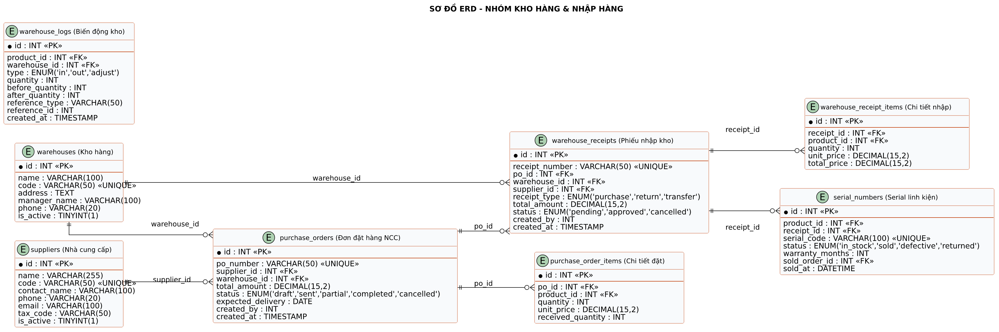 SƠ ĐỒ ERD - NHÓM KHO HÀNG & NHẬP HÀNG
E warehouse_logs (Biến động kho)
id : INT «PK»
product_id : INT «FK»
warehouse_id : INT «FK»
type : ENUM('in','out','adjust')
quantity : INT
before_quantity : INT
after_quantity : INT
reference_type : VARCHAR(50)
reference_id : INT
created_at : TIMESTAMP
E warehouses (Kho hàng)
id : INT «PK»
name : VARCHAR(100)
code : VARCHAR(50) «UNIQUE»
address : TEXT
manager_name : VARCHAR(100)
phone : VARCHAR(20)
is_active : TINYINT(1)
E suppliers (Nhà cung cấp)
id : INT «PK»
name : VARCHAR(255)
code : VARCHAR(50) «UNIQUE»
contact_name : VARCHAR(100)
phone : VARCHAR(20)
email : VARCHAR(100)
tax_code : VARCHAR(50)
is_active : TINYINT(1)
warehouse_id
warehouse_id
supplier_id
E purchase_orders (Đơn đặt hàng NCC)
id : INT «PK»
po_number : VARCHAR(50) «UNIQUE»
supplier_id : INT «FK»
warehouse_id : INT «FK»
total_amount : DECIMAL(15,2)
status : ENUM('draft','sent','partial','completed','cancelled')
expected_delivery : DATE
created_by : INT
created_at : TIMESTAMP
po_id
po_id
E warehouse_receipts (Phiếu nhập kho)
id : INT «PK»
receipt_number : VARCHAR(50) «UNIQUE»
po_id : INT «FK»
warehouse_id : INT «FK»
supplier_id : INT «FK»
receipt_type : ENUM('purchase','return','transfer')
total_amount : DECIMAL(15,2)
status : ENUM('pending','approved','cancelled')
created_by : INT
created_at : TIMESTAMP
E purchase_order_items (Chi tiết đặt)
id : INT «PK»
po_id : INT «FK»
product_id : INT «FK»
quantity : INT
unit_price : DECIMAL(15,2)
received_quantity : INT
receipt_id
receipt_id
E warehouse_receipt_items (Chi tiết nhập)
id : INT «PK»
receipt_id : INT «FK»
product_id : INT «FK»
quantity : INT
unit_price : DECIMAL(15,2)
total_price : DECIMAL(15,2)
E serial_numbers (Serial linh kiện)
id : INT «PK»
product_id : INT «FK»
receipt_id : INT «FK»
serial_code : VARCHAR(100) «UNIQUE»
status : ENUM('in_stock','sold','defective','returned')
warranty_months : INT
sold_order_id : INT «FK»
sold_at : DATETIME